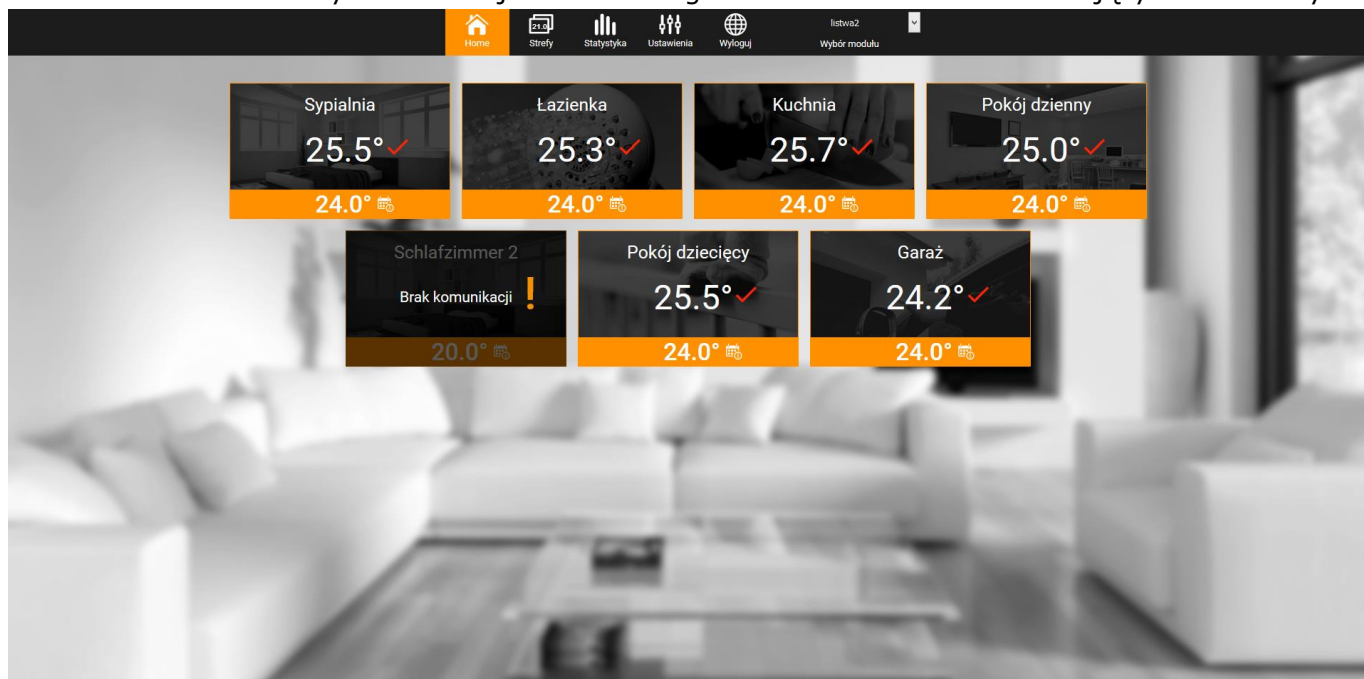 21.0
Home Strefy Statystyka Ustawienia Wyloguj
listwa2
Wybór modułu
Sypialnia
25.5°
24.0°
Łazienka
25.3°
24.0°
Kuchnia
25.7°
24.0°
Pokój dzienny
25.0°
24.0°
Schlafzimmer 2
Brak komunikacji !
20.0°
Pokój dziecięcy
25.5°
24.0°
Garaż
24.2°
24.0°